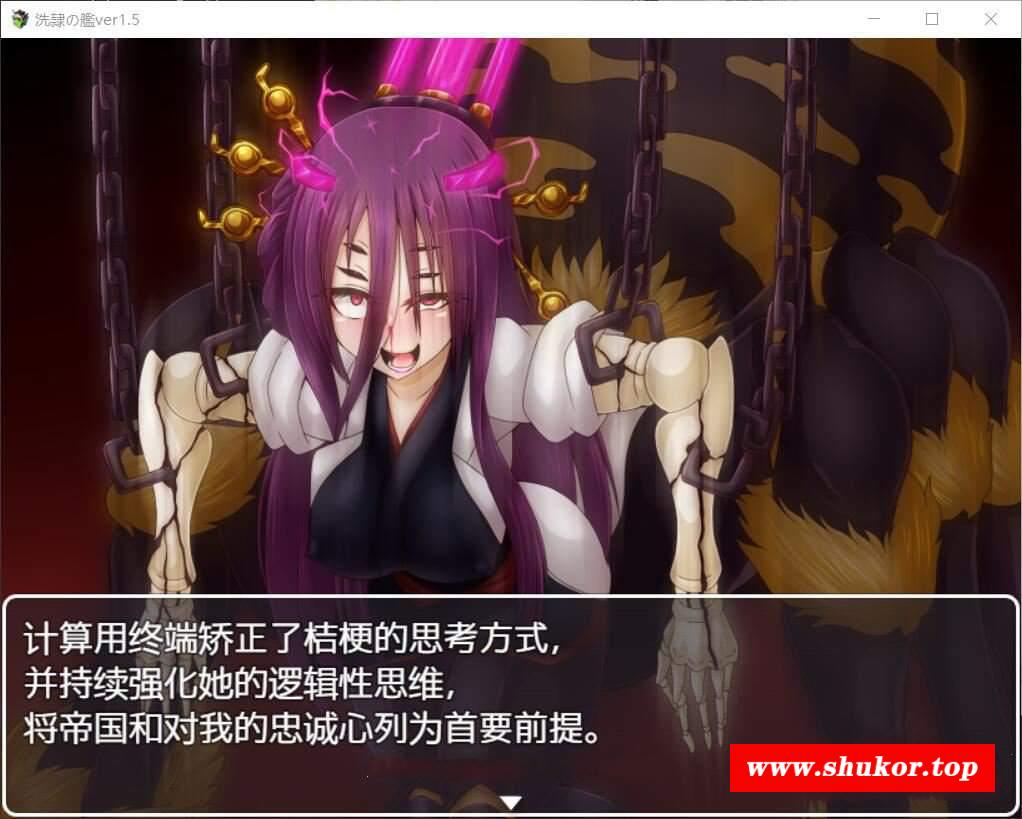 洗隷の艦ver1.5
计算用终端矫正了桔梗的思考方式,
并持续强化她的逻辑性思维,
将帝国和对我的忠诚心列为首要前提。
www.shukor.top